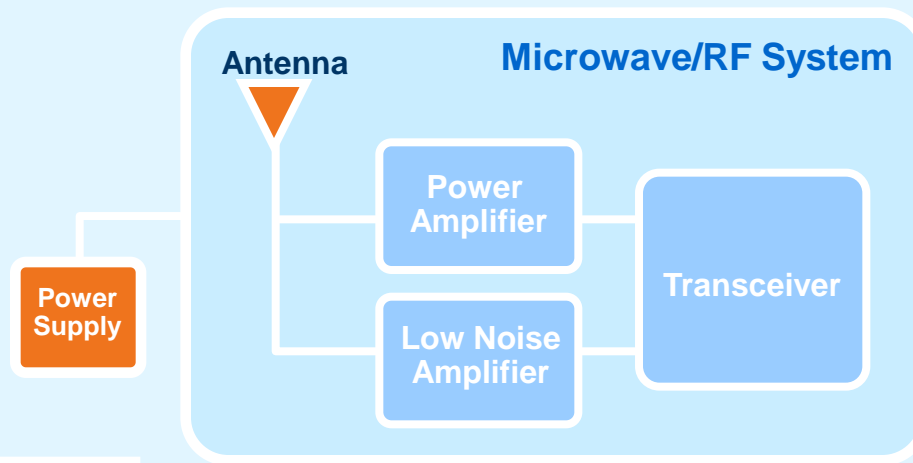 Microwave/RF System
Antenna
Power
Amplifier
Transceiver
Power
Supply
Low Noise
Amplifier